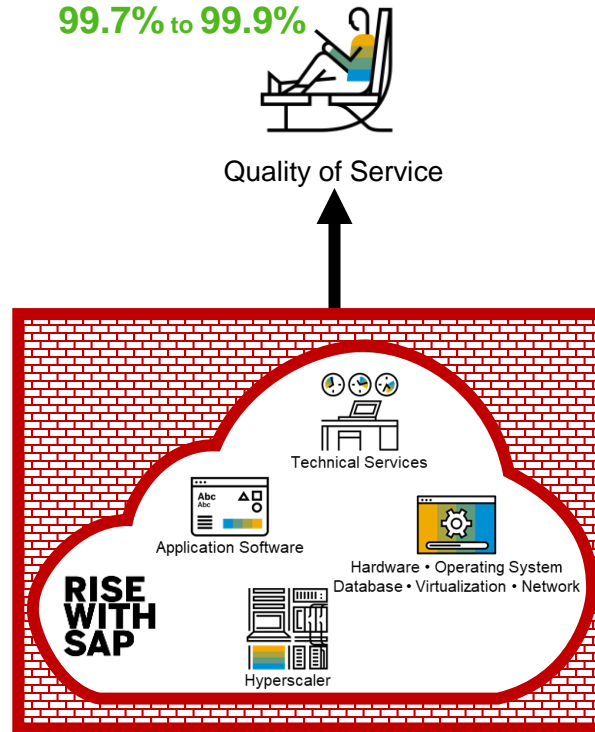 99.7% to 99.9%
Quality of Service
Technical Services
Abc
Abc
Application Software
Hardware • Operating System
Database • Virtualization • Network
RISE
WITH
SAP
Hyperscaler